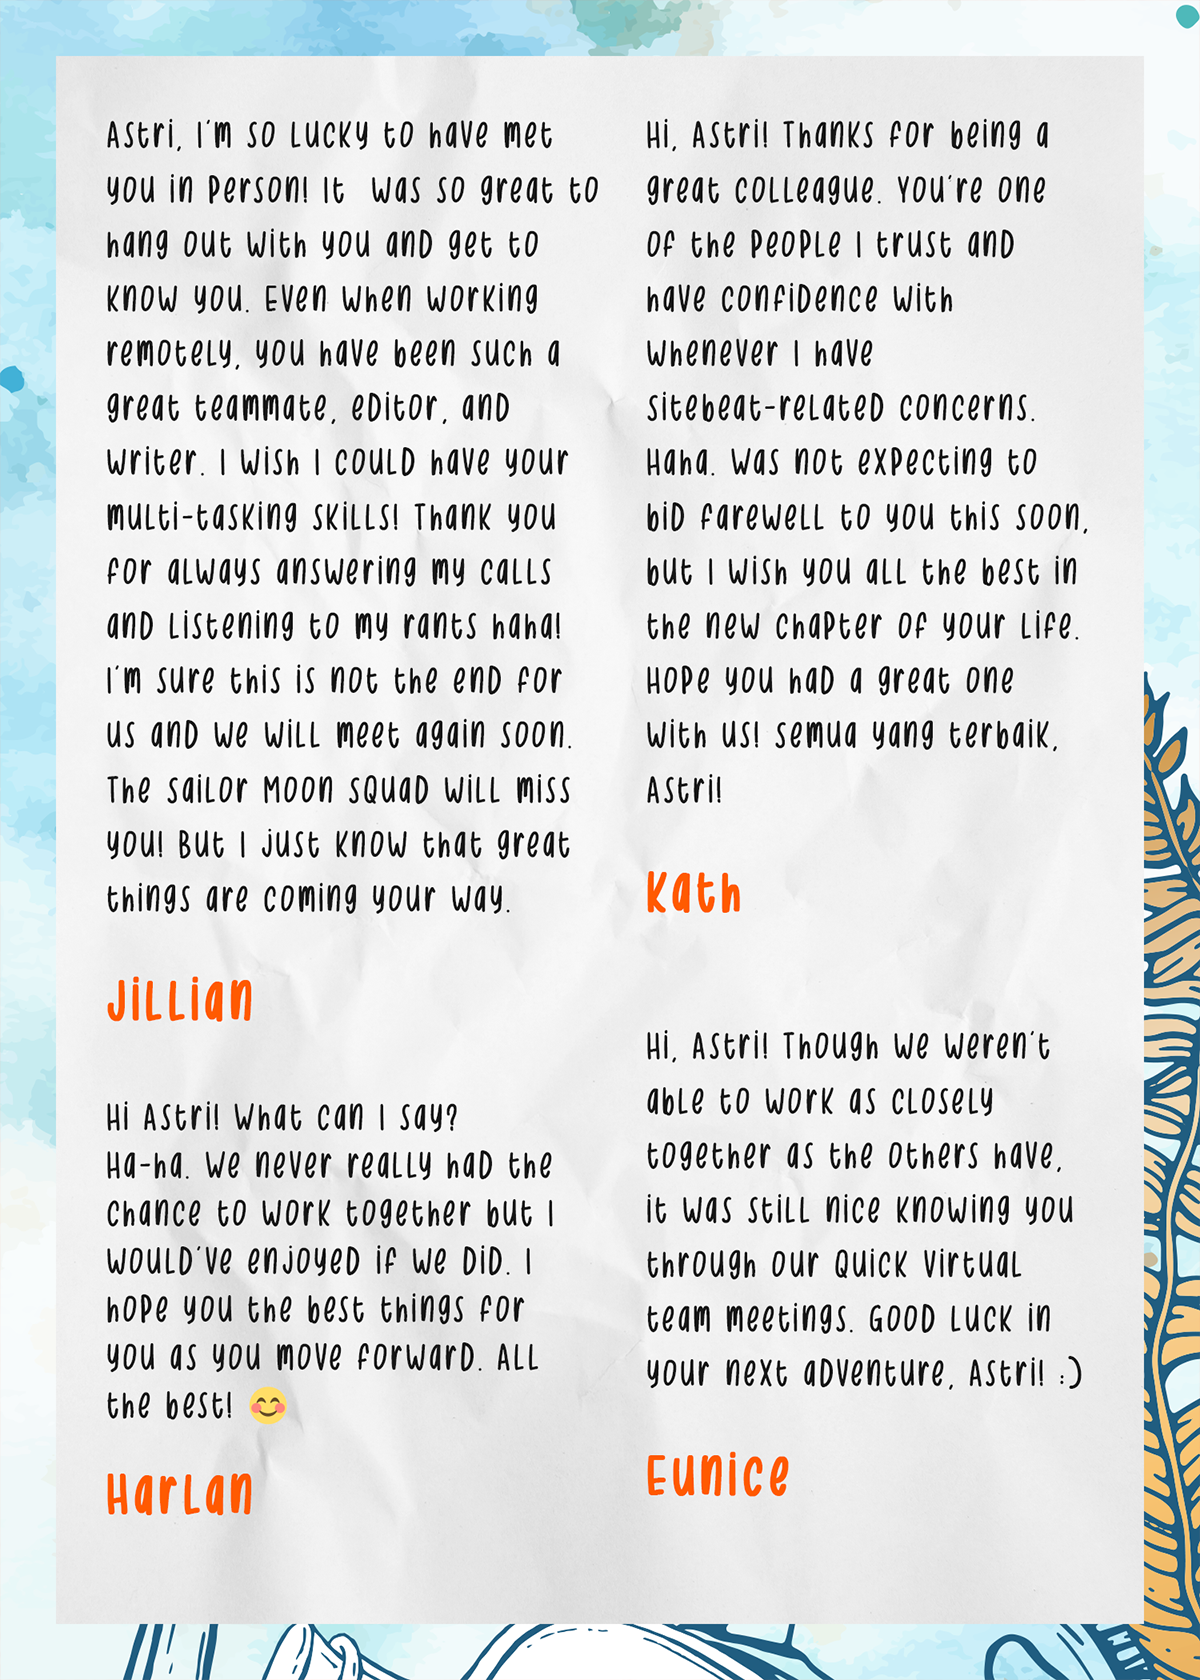 Astri, I'm so lucky to have met
you in person! It was so great to
hang out with you and get to
know you. Even when working
remotely, you have been such a
great teammate, editor, and
writer. I wish I could have your
multi-tasking skills! Thank you
for always answering my calls
and listening to my rants haha!
I'm sure this is not the end for
us and we will meet again soon.
The Sailor Moon squad will miss
you! But I just know that great
things are coming your way.
Jillian
Hi Astri! What can I say?
Ha-ha. We never really had the
chance to work together but I
would've enjoyed if we did. I
hope you the best things for
you as you move forward. All
the best! 😊
Harlan
Hi, Astri! Thanks for being a
great colleague. You're one
of the people I trust and
have confidence with
whenever I have
sitebeat-related concerns.
Haha. Was not expecting to
bid farewell to you this soon,
but I wish you all the best in
the new chapter of your life.
Hope you had a great one
with us! semua yang terbaik,
Astri!
Kath
Hi, Astri! Though we weren't
able to work as closely
together as the others have,
it was still nice knowing you
through our quick virtual
team meetings. Good luck in
your next adventure, Astri! :)
Eunice